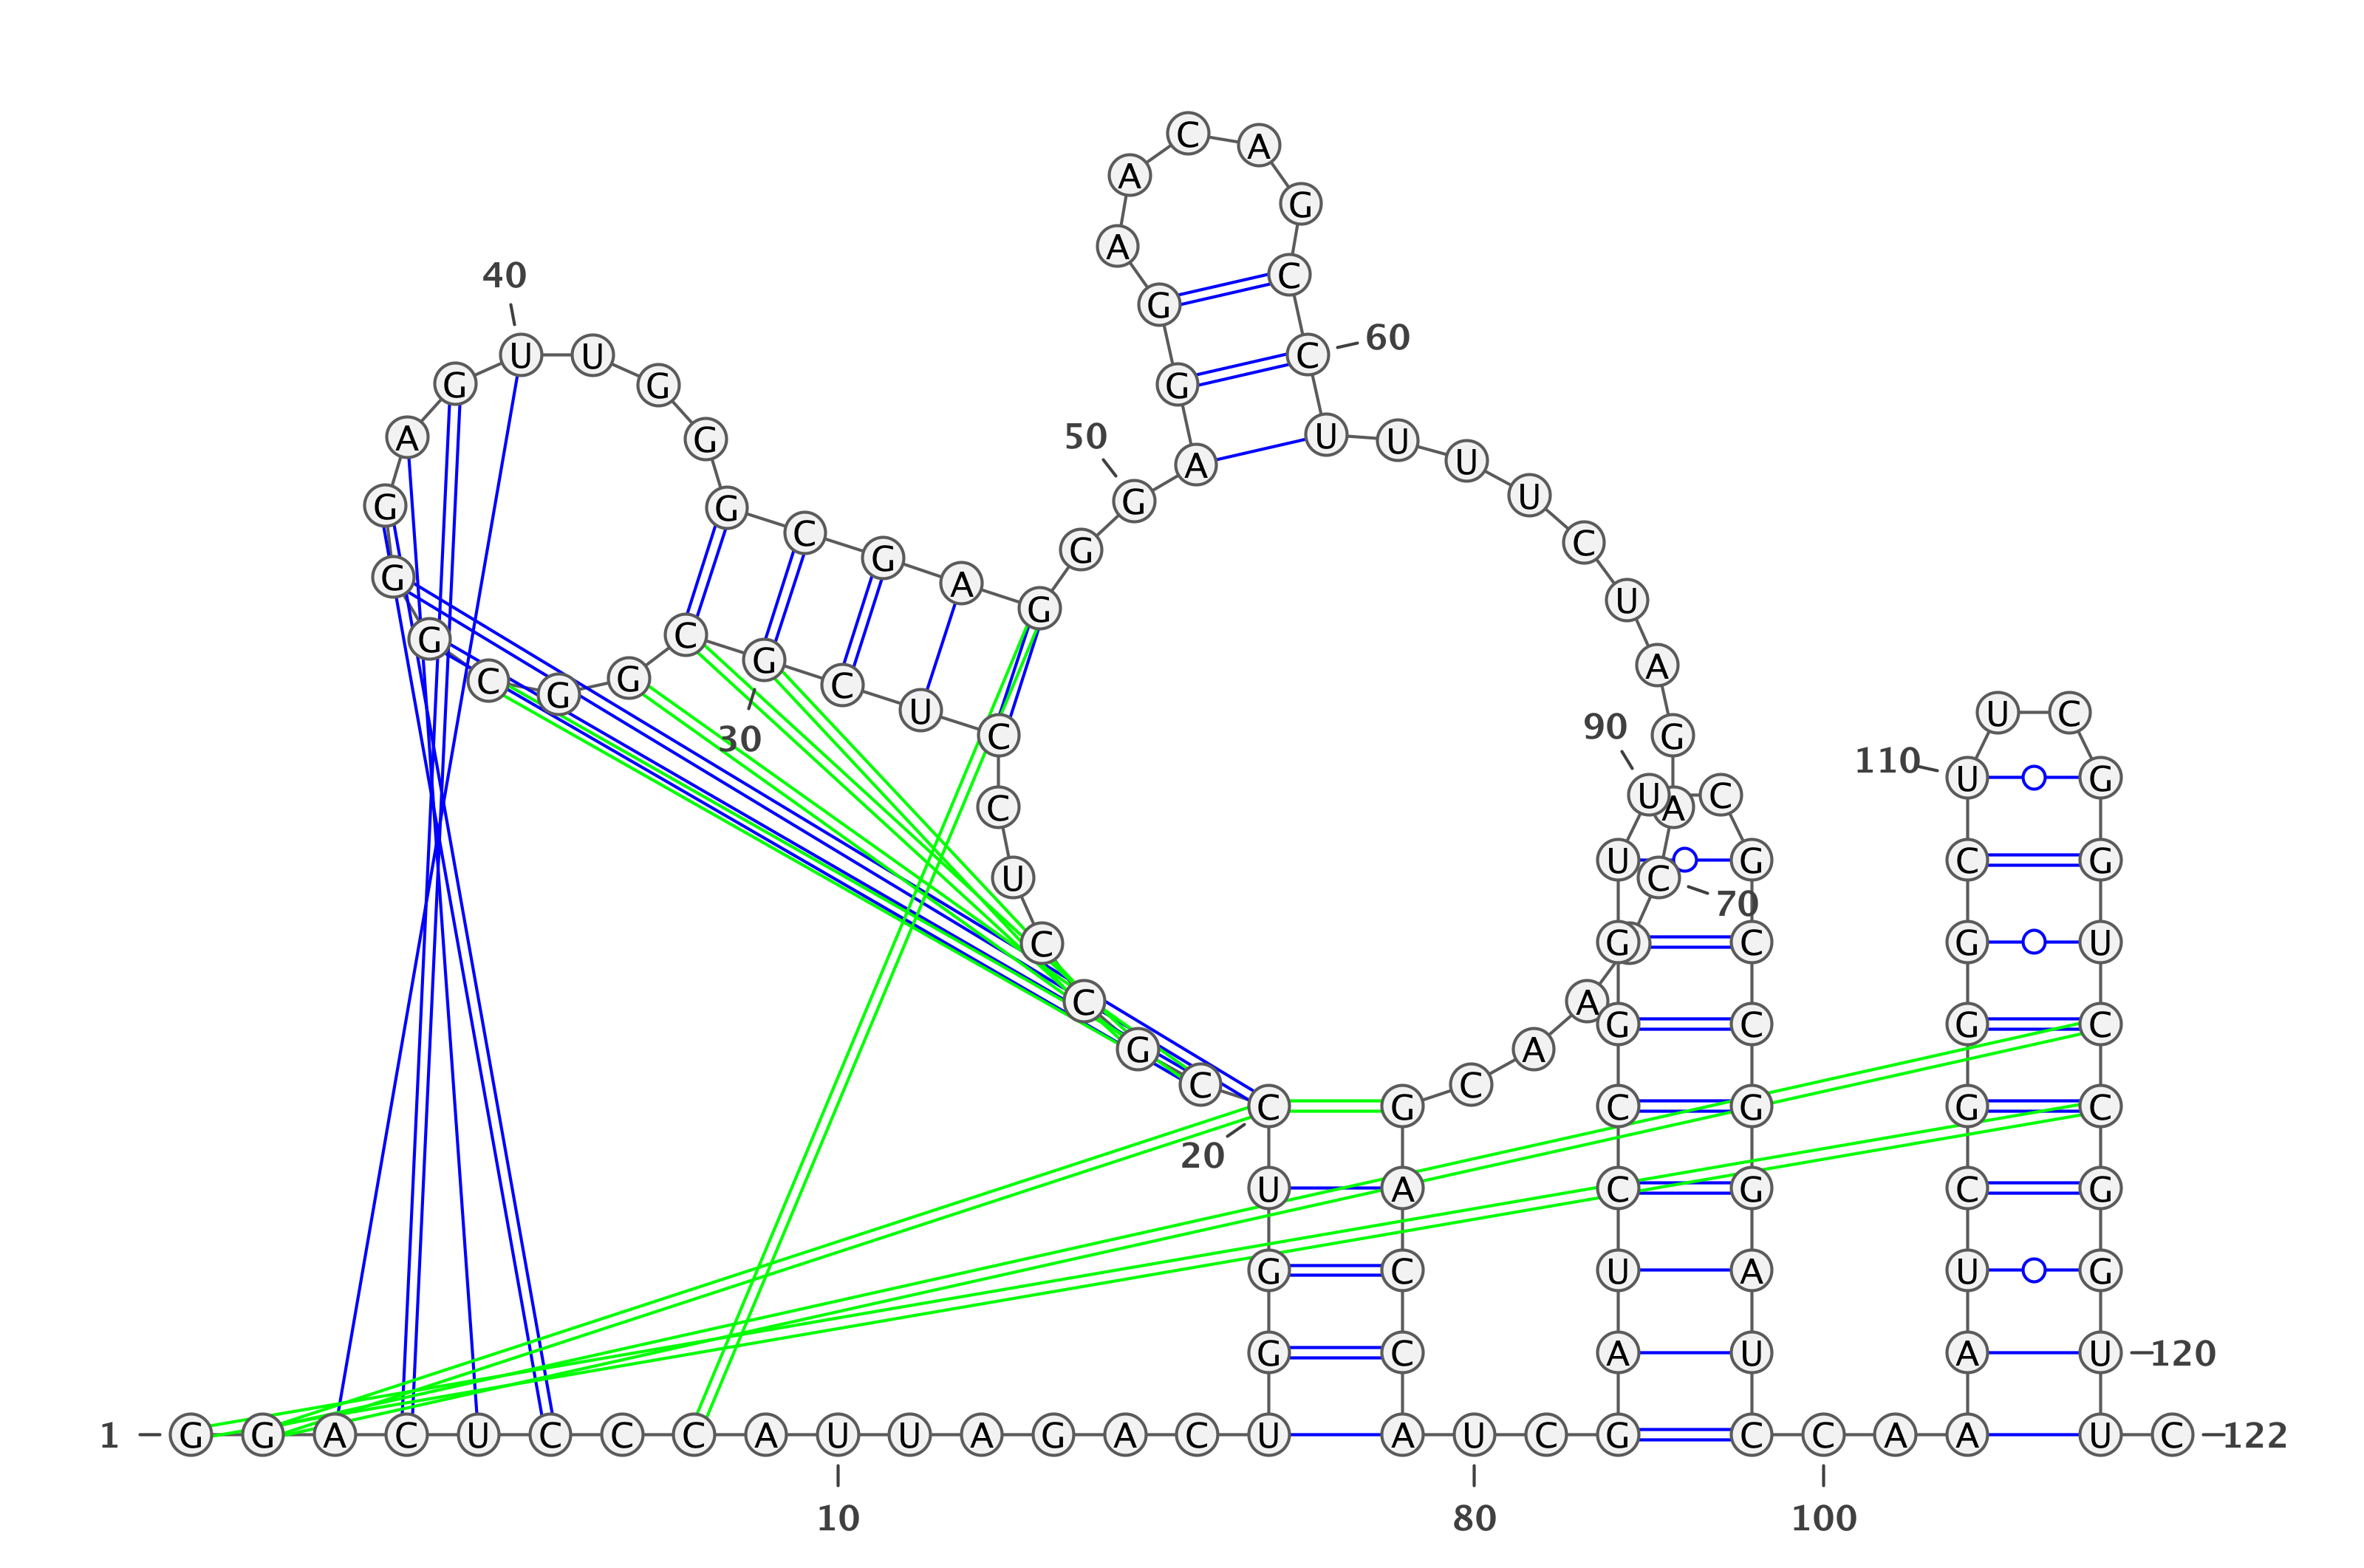 C A
A
G
A
40 C
G
60
U U C
G G G
A G 50 U U
A U
G G G U
C G C
G
G A U G
G C
G A
C G G C
U U C
90
30 C G
110 U G
C U A C
U G C G
U C
70
C G C G U
C A
G C G C
G A
C C
C G C G G C
20
U A C G C G
G C U A U G
G C A U A U 120
1 G G A C U C C C A U U A G A C U A U C G C C A A U C 122
10 80 100